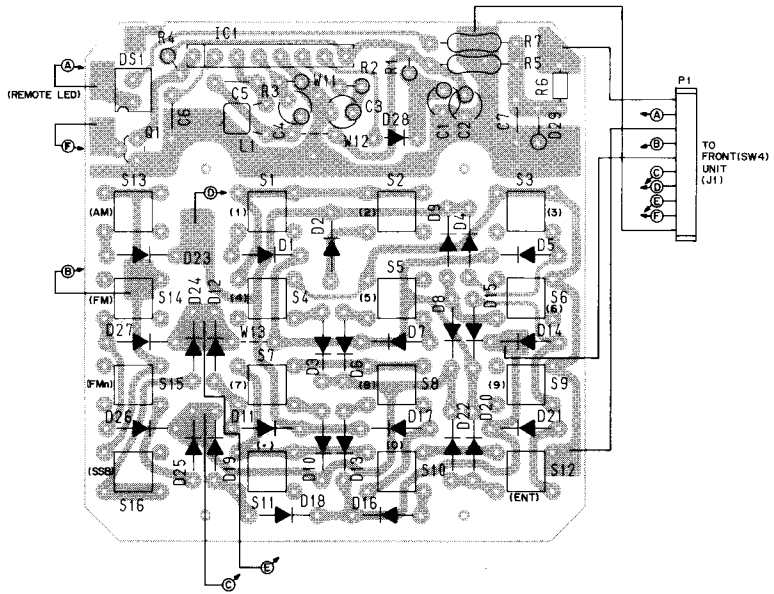 R4
IC1
R7
DS1
R5
A
W11
R2
R1
R6
P1
(REMOTE LED)
C5
R3
C6
C3
A
Q1
L1
C4
W12
D28
C1
C2
C7
D29
B
F
TO
FRONT(SW4)
UNIT
(J1)
C
D
E
F
S13
D
S1
S2
S3
(AM)
(1)
D2
(2)
D9
D4
(3)
D23
D1
D5
B
D24
D12
S5
D15
S14
S4
D8
S6
(FM)
(4)
(5)
(6)
D27
W13
D7
D14
S7
D3
D6
(FMn)
S15
(7)
(8)
S8
(9)
S9
D26
D11
D17
D22
D20
D21
(.)
(0)
(SSB)
D25
D19
D10
D13
S10
S12
S16
S11
D18
D16
(ENT)
E
C